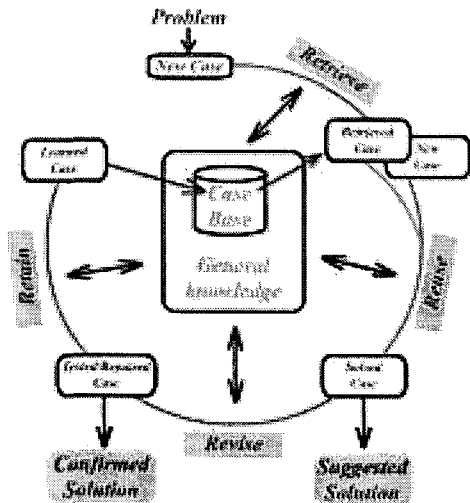 Problem
New Case
Retrieve
Retrieved
Case
New
Case
Learned
Case
Case
Base
General
knowledge
Retain
Reuse
Tested/Repaired
Case
Solved
Case
Revise
Confirmed
Solution
Suggested
Solution